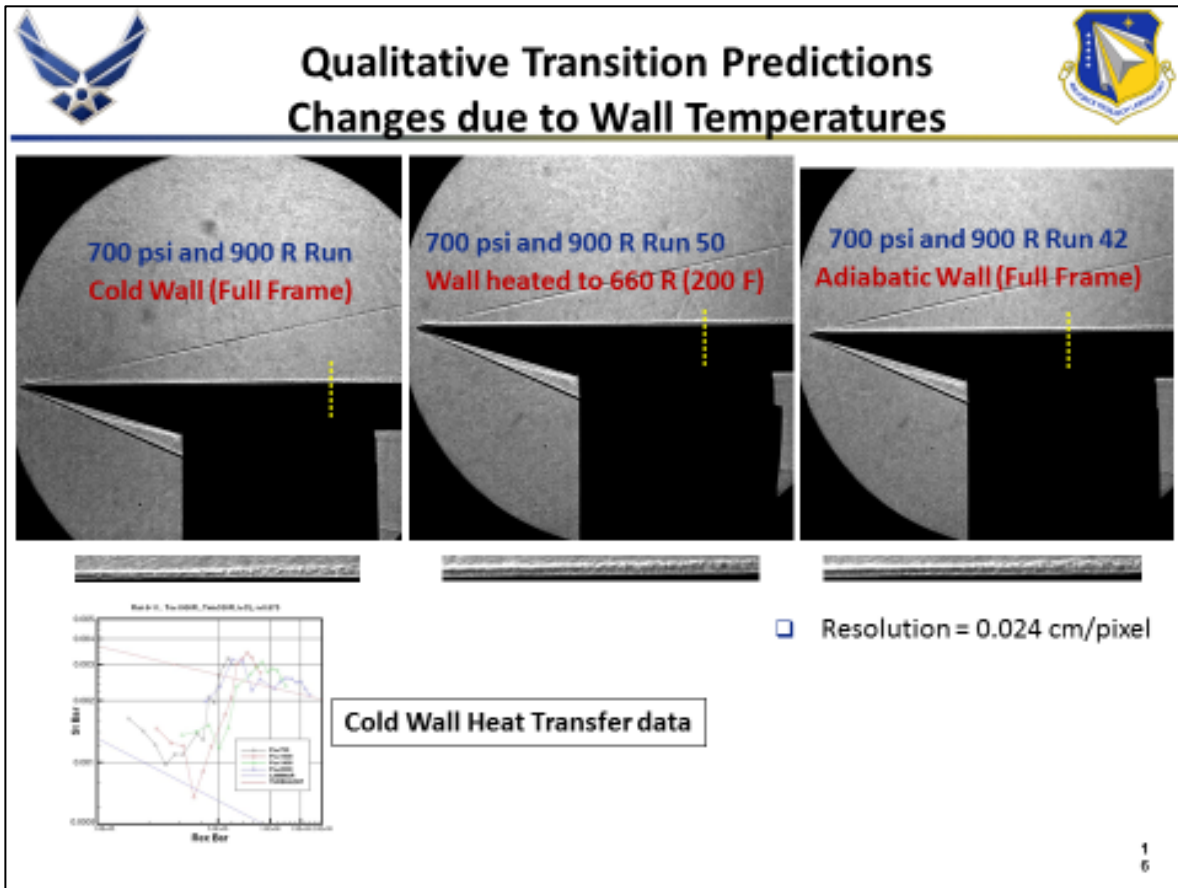 Qualitative Transition Predictions
Changes due to Wall Temperatures
700 psi and 900 R Run
Cold Wall (Full Frame)
700 psi and 900 R Run 50
Wall heated to 660 R (200 F)
700 psi and 900 R Run 42
Adiabatic Wall (Full Frame)
Resolution = 0.024 cm/pixel
Cold Wall Heat Transfer data
St Bar
Rex Bar
1
6